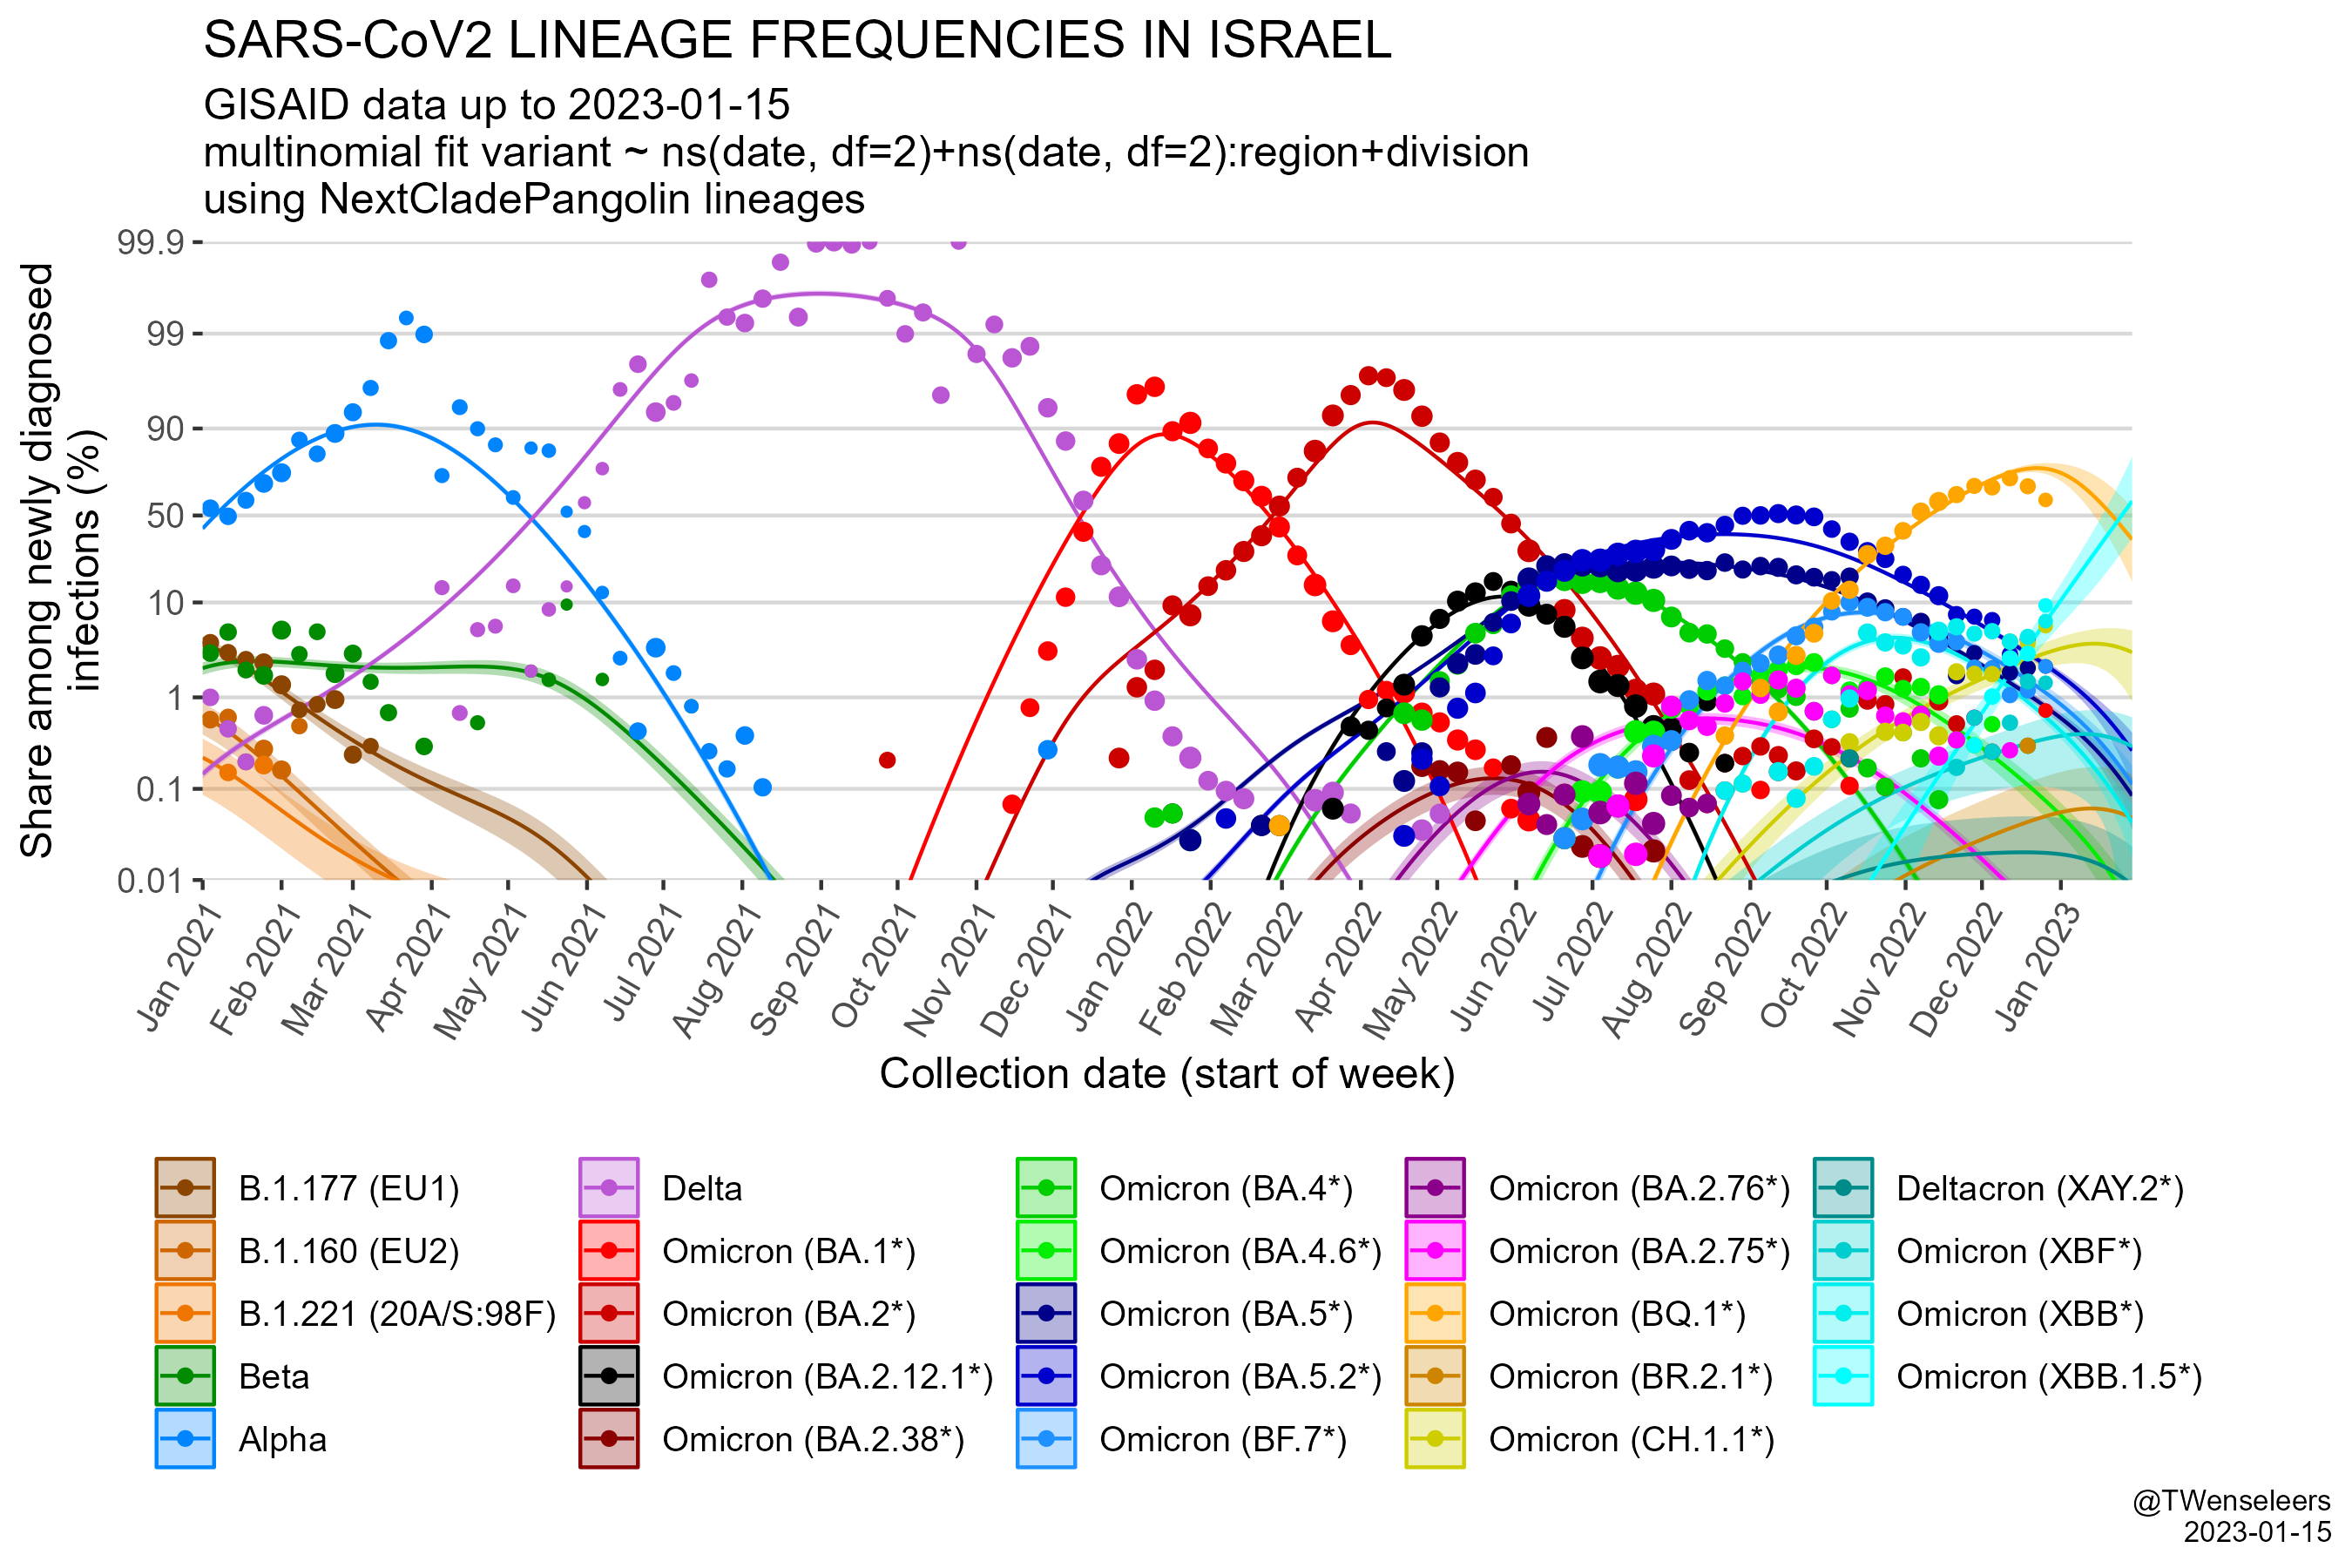 SARS-CoV2 LINEAGE FREQUENCIES IN ISRAEL
GISAID data up to 2023-01-15
multinomial fit variant ~ ns(date, df=2)+ns(date, df=2):region+division
using NextCladePangolin lineages
Share among newly diagnosed
infections (%)
99.9
99
90
50
10
1
0.1
0.01
Jan 2021
Feb 2021
Mar 2021
Apr 2021
May 2021
Jun 2021
Jul 2021
Aug 2021
Sep 2021
Oct 2021
Nov 2021
Dec 2021
Jan 2022
Feb 2022
Mar 2022
Apr 2022
May 2022
Jun 2022
Jul 2022
Aug 2022
Sep 2022
Oct 2022
Nov 2022
Dec 2022
Jan 2023
Collection date (start of week)
B.1.177 (EU1)
B.1.160 (EU2)
B.1.221 (20A/S:98F)
Beta
Alpha
Delta
Omicron (BA.1*)
Omicron (BA.2*)
Omicron (BA.2.12.1*)
Omicron (BA.2.38*)
Omicron (BA.4*)
Omicron (BA.4.6*)
Omicron (BA.5*)
Omicron (BA.5.2*)
Omicron (BF.7*)
Omicron (BA.2.76*)
Omicron (BA.2.75*)
Omicron (BQ.1*)
Omicron (BR.2.1*)
Omicron (CH.1.1*)
Deltacron (XAY.2*)
Omicron (XBF*)
Omicron (XBB*)
Omicron (XBB.1.5*)
@TWenseleers
2023-01-15